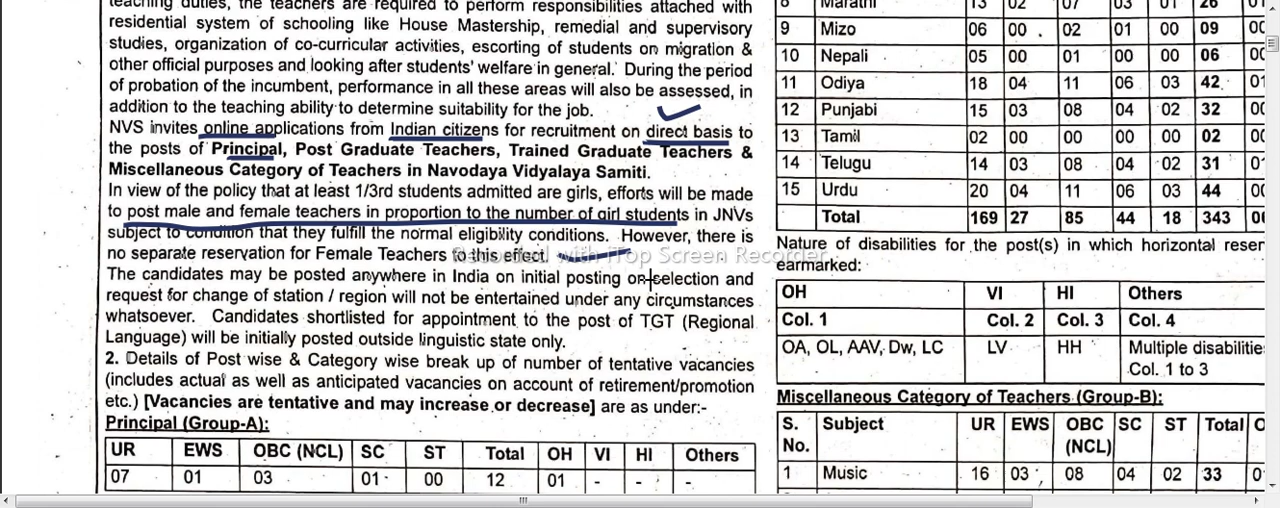 teaching duties, the teachers are required to perform responsibilities attached with
residential system of schooling like House Mastership, remedial and supervisory
studies, organization of co-curricular activities, escorting of students on migration &
other official purposes and looking after students' welfare in general. During the period
of probation of the incumbent, performance in all these areas will also be assessed, in
addition to the teaching ability to determine suitability for the job.
NVS invites online applications from Indian citizens for recruitment on direct basis to
the posts of Principal, Post Graduate Teachers, Trained Graduate Teachers &
Miscellaneous Category of Teachers in Navodaya Vidyalaya Samiti.
In view of the policy that at least 1/3rd students admitted are girls, efforts will be made
to post male and female teachers in proportion to the number of girl students in JNVs
subject to condition that they fulfill the normal eligibility conditions. However, there is
no separate reservation for Female Teachers to this effect.
The candidates may be posted anywhere in India on initial posting on selection and
request for change of station / region will not be entertained under any circumstances
whatsoever. Candidates shortlisted for appointment to the post of TGT (Regional
Language) will be initially posted outside linguistic state only.
2. Details of Post wise & Category wise break up of number of tentative vacancies
(includes actual as well as anticipated vacancies on account of retirement/promotion
etc.) [Vacancies are tentative and may increase or decrease] are as under:-
Principal (Group-A):
UR EWS OBC (NCL) SC ST Total OH VI HI Others
07 01 03 01 00 12 01 - - -
8 Marathi 13 02 07 03 01 26
9 Mizo 06 00 02 01 00 09
10 Nepali 05 00 01 00 00 06
11 Odiya 18 04 11 06 03 42
12 Punjabi 15 03 08 04 02 32
13 Tamil 02 00 00 00 00 02
14 Telugu 14 03 08 04 02 31
15 Urdu 20 04 11 06 03 44
Total 169 27 85 44 18 343
Nature of disabilities for the post(s) in which horizontal reser
earmarked:
OH VI HI Others
Col. 1 Col. 2 Col. 3 Col. 4
OA, OL, AAV, Dw, LC LV HH Multiple disabilitie
Col. 1 to 3
Miscellaneous Category of Teachers (Group-B):
S. No. Subject UR EWS OBC (NCL) SC ST Total
1 Music 16 03 08 04 02 33
Recorded with iTop Screen Recorder